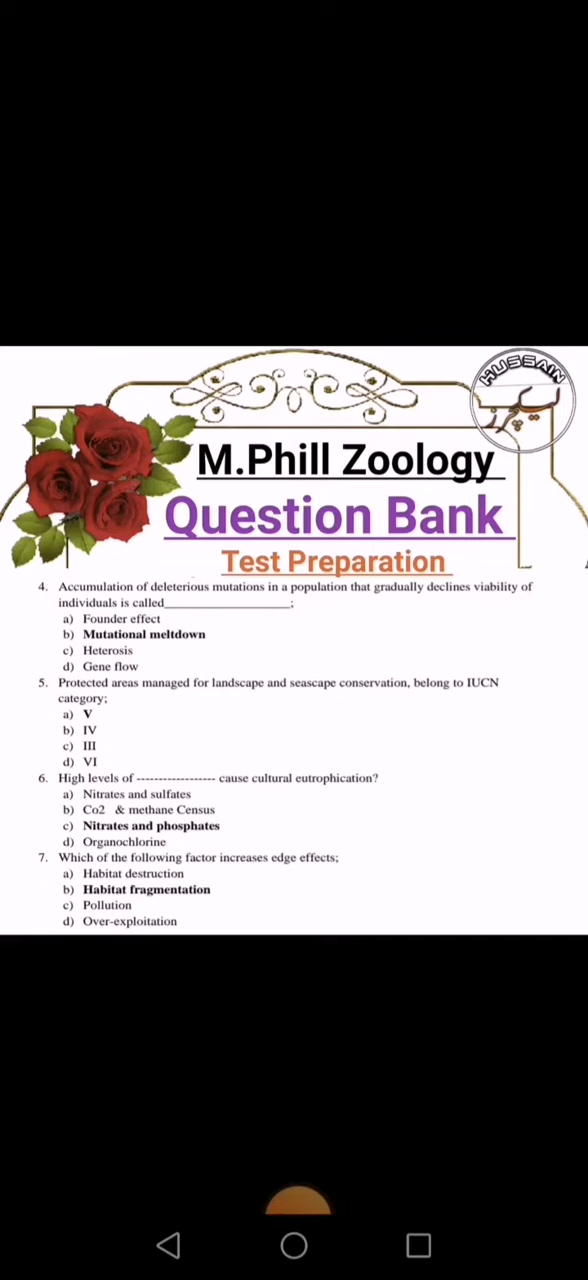 HUSSAIN
لیکچرز
M.Phill Zoology
Question Bank
Test Preparation
4. Accumulation of deleterious mutations in a population that gradually declines viability of
individuals is called____________________;
a) Founder effect
b) Mutational meltdown
c) Heterosis
d) Gene flow
5. Protected areas managed for landscape and seascape conservation, belong to IUCN
category;
a) V
b) IV
c) III
d) VI
6. High levels of ------------------ cause cultural eutrophication?
a) Nitrates and sulfates
b) Co2 & methane Census
c) Nitrates and phosphates
d) Organochlorine
7. Which of the following factor increases edge effects;
a) Habitat destruction
b) Habitat fragmentation
c) Pollution
d) Over-exploitation